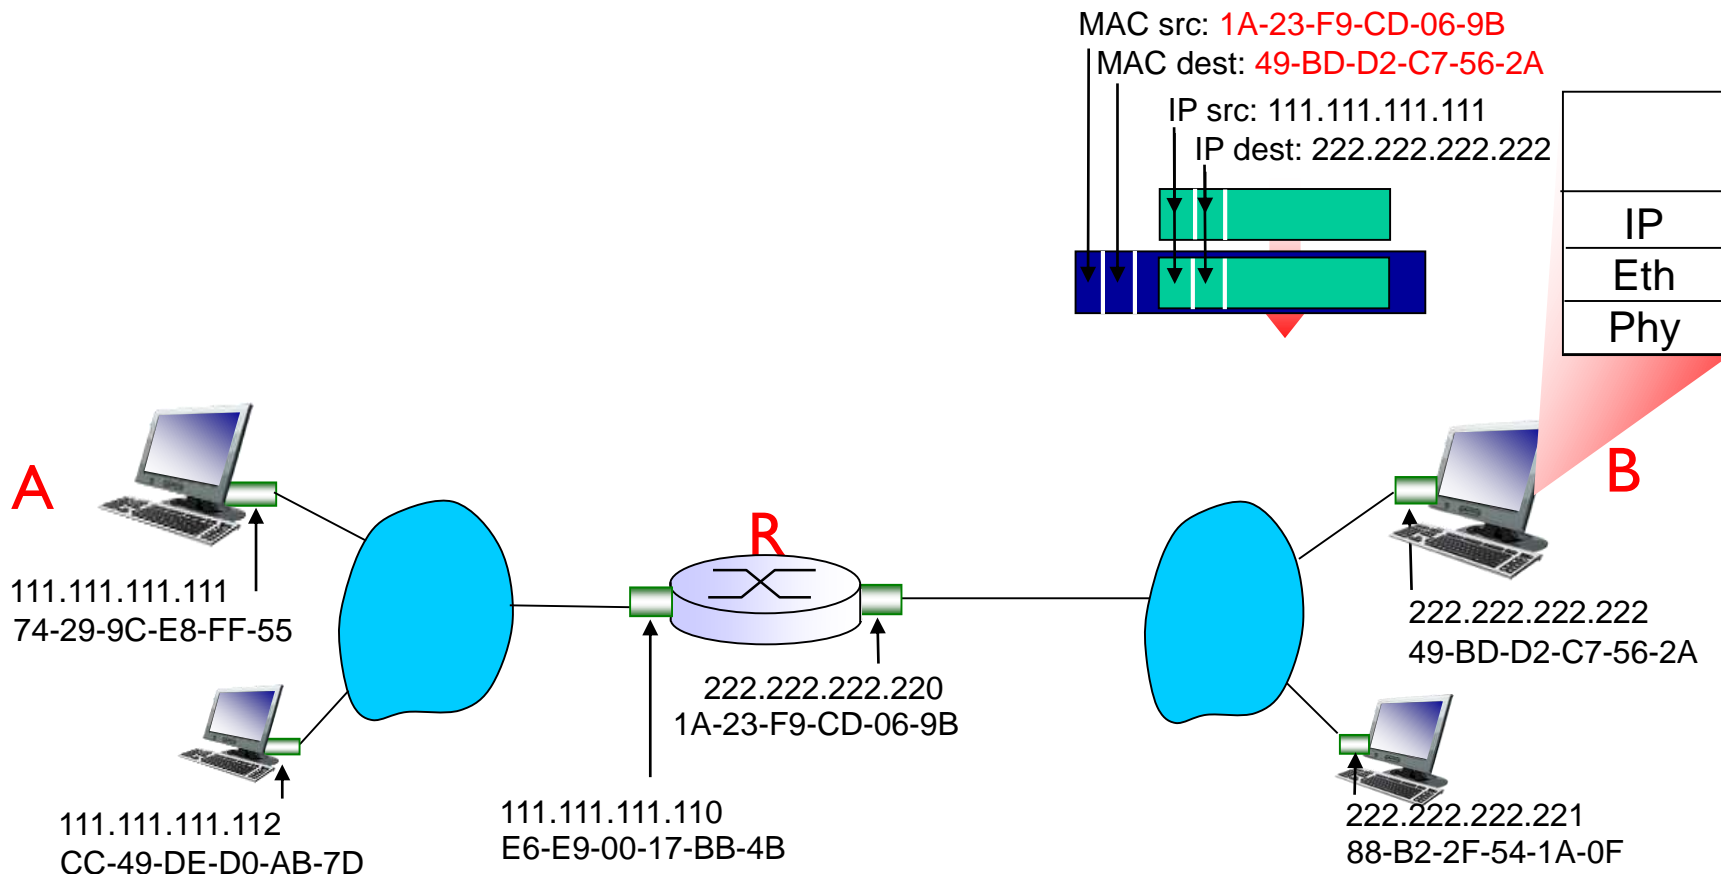 MAC src: 1A-23-F9-CD-06-9B
MAC dest: 49-BD-D2-C7-56-2A
IP src: 111.111.111.111
IP dest: 222.222.222.222
IP
Eth
Phy
A
R
B
111.111.111.111
74-29-9C-E8-FF-55
222.222.222.220
1A-23-F9-CD-06-9B
222.222.222.222
49-BD-D2-C7-56-2A
111.111.111.112
CC-49-DE-D0-AB-7D
111.111.111.110
E6-E9-00-17-BB-4B
222.222.222.221
88-B2-2F-54-1A-0F